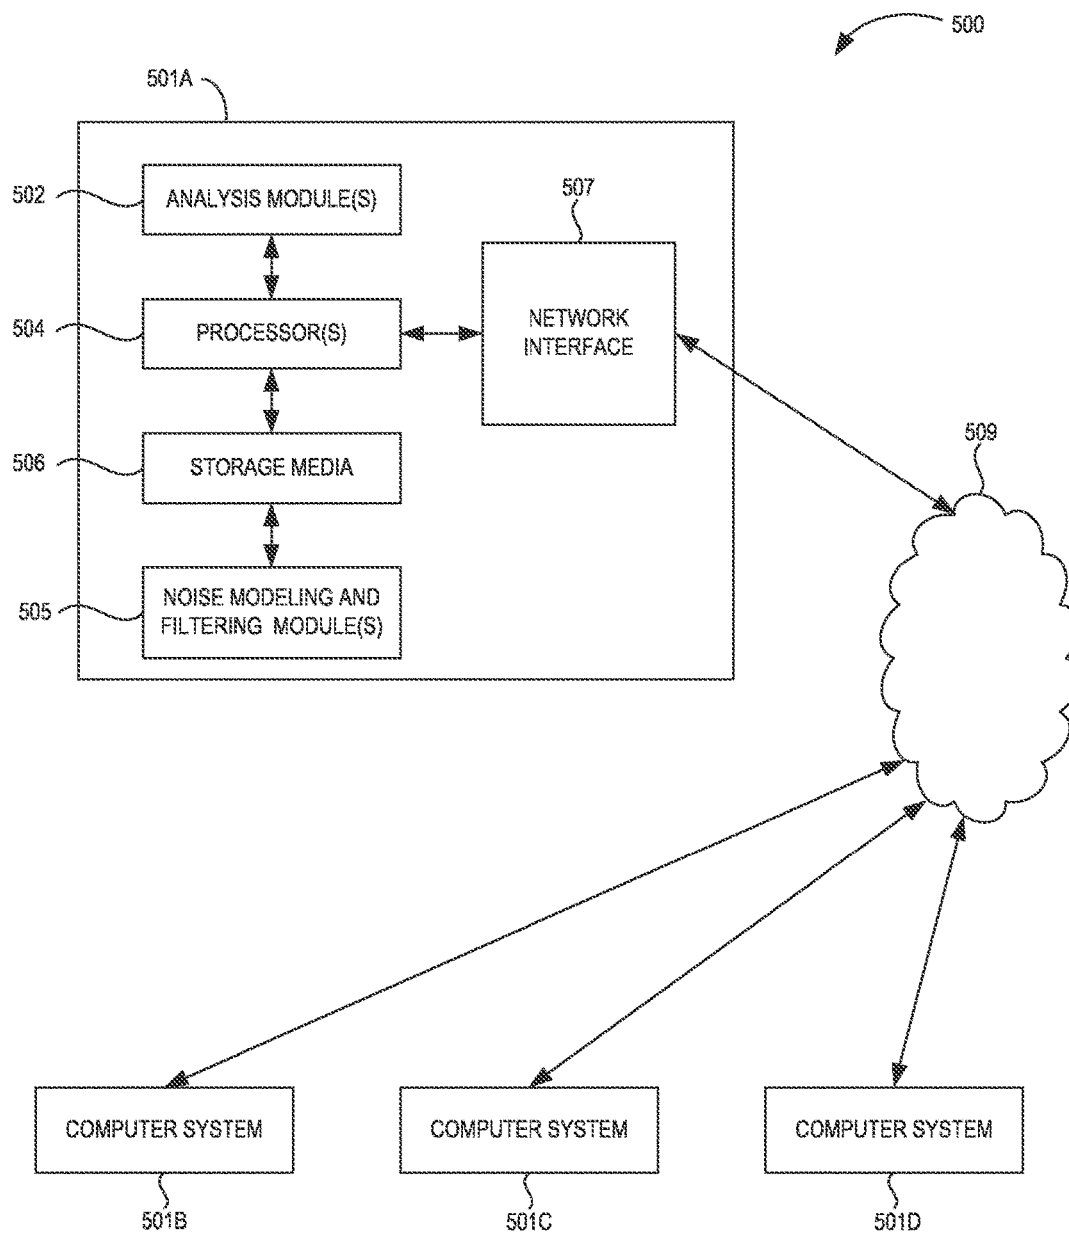 500
501A
502
ANALYSIS MODULE(S)
507
504
PROCESSOR(S)
NETWORK
INTERFACE
509
506
STORAGE MEDIA
505
NOISE MODELING AND
FILTERING MODULE(S)
COMPUTER SYSTEM
COMPUTER SYSTEM
COMPUTER SYSTEM
501B
501C
501D